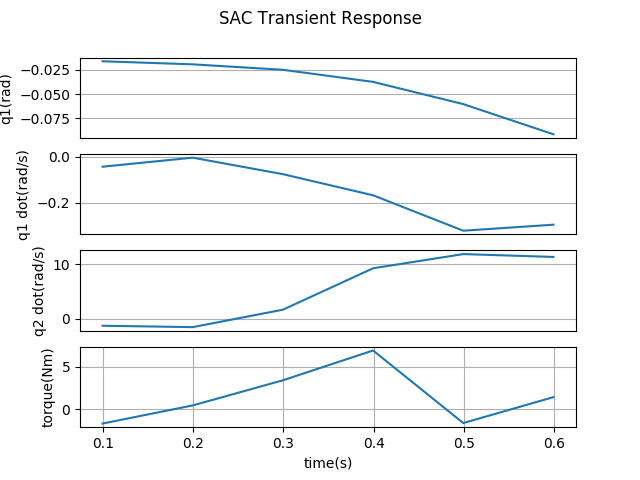 SAC Transient Response
q1(rad)
−0.025
−0.050
−0.075
q1 dot(rad/s)
0.0
−0.2
q2 dot(rad/s)
10
0
torque(Nm)
5
0
0.1 0.2 0.3 0.4 0.5 0.6
time(s)